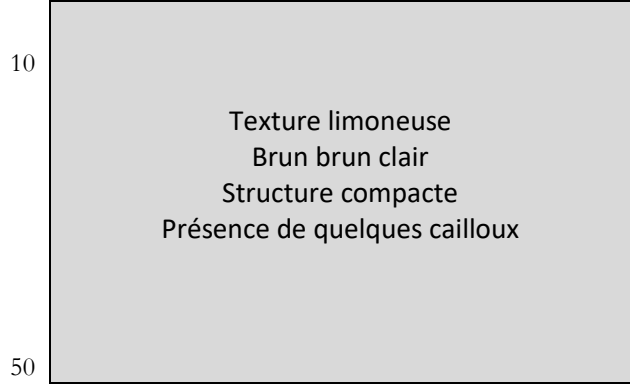 10
Texture limoneuse
Brun brun clair
Structure compacte
Présence de quelques cailloux
50